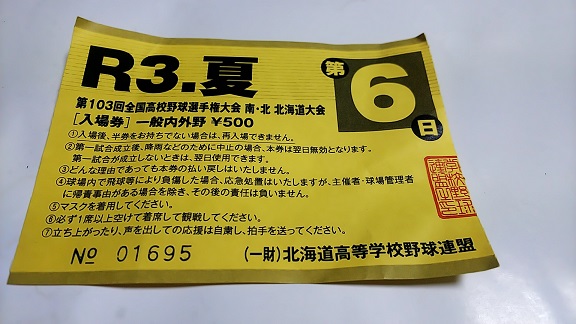 R3.夏
第6日
第103回全国高校野球選手権大会 南・北 北海道大会
[入場券] 一般内外野 ¥500
①入場後、半券をお持ちでない場合は、再入場できません。
②第一試合成立後、降雨などのために中止の場合、本券は翌日無効となります。
第一試合が成立しないときは、翌日使用できます。
③どんな理由であっても本券の払い戻しはいたしません。
④球場内で飛球等により負傷した場合、応急処置はいたしますが、主催者・球場管理者
に帰責事由がある場合を除き、その後の責任は負いません。
⑤マスクを着用してください。
⑥必ず1席以上空けて着席して観戦してください。
⑦立ち上がったり、声を出しての応援は自粛し、拍手を送ってください。
№ 01695
(一財)北海道高等学校野球連盟